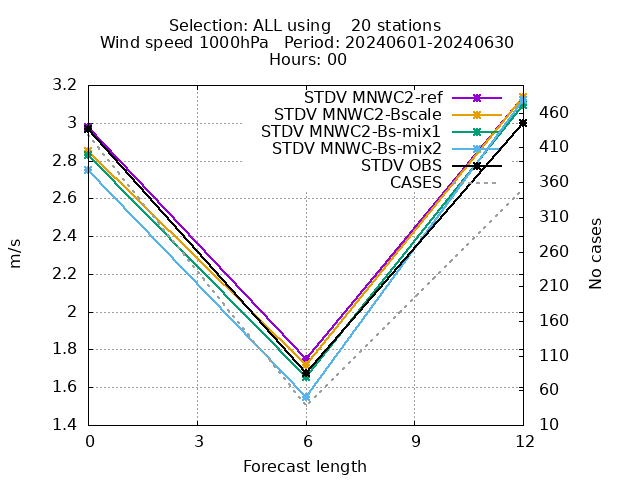 Selection: ALL using    20 stations
Wind speed 1000hPa   Period: 20240601-20240630
Hours: 00
STDV MNWC2-ref
STDV MNWC2-Bscale
STDV MNWC2-Bs-mix1
STDV MNWC-Bs-mix2
STDV OBS
CASES
3.2
3
2.8
2.6
2.4
2.2
2
1.8
1.6
1.4
m/s
460
410
360
310
260
210
160
110
60
10
No cases
0 3 6 9 12
Forecast length